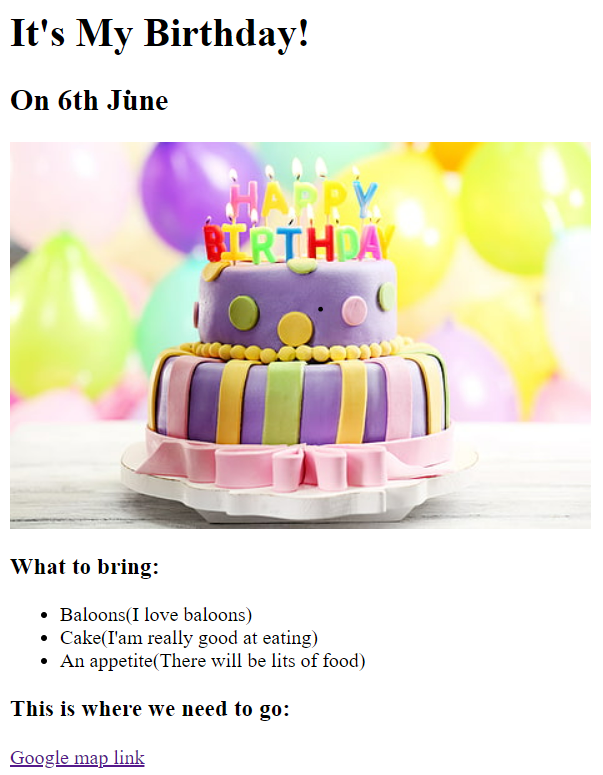 It's My Birthday!
On 6th June
HAPPY
BIRTHDAY
What to bring:
Baloons(I love baloons)
Cake(I'am really good at eating)
An appetite(There will be lits of food)
This is where we need to go:
Google map link